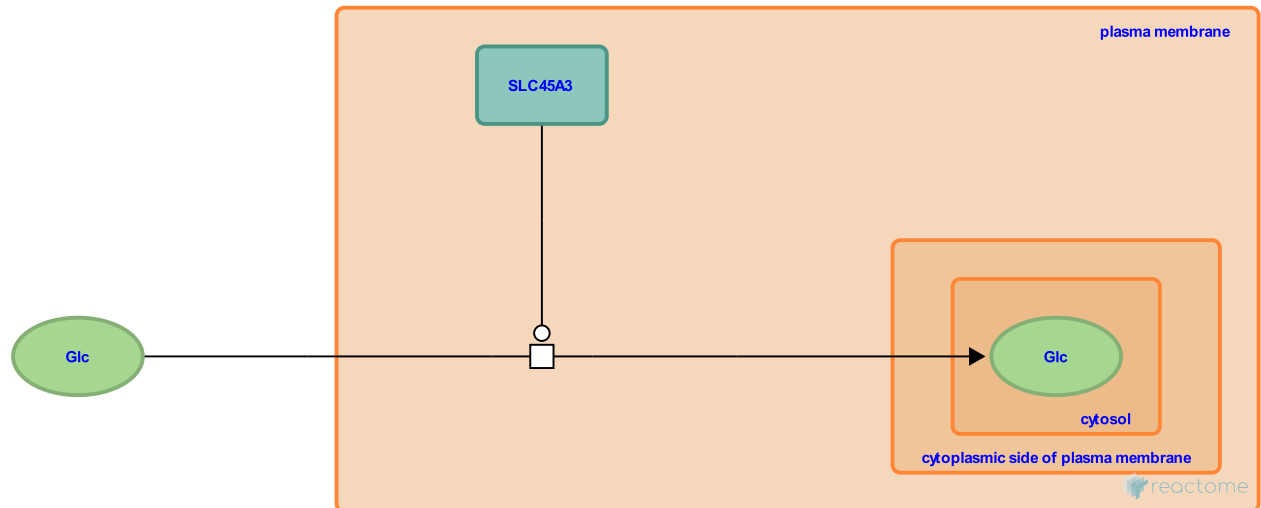 plasma membrane
SLC45A3
Glc
Glc
cytosol
cytoplasmic side of plasma membrane
reactome